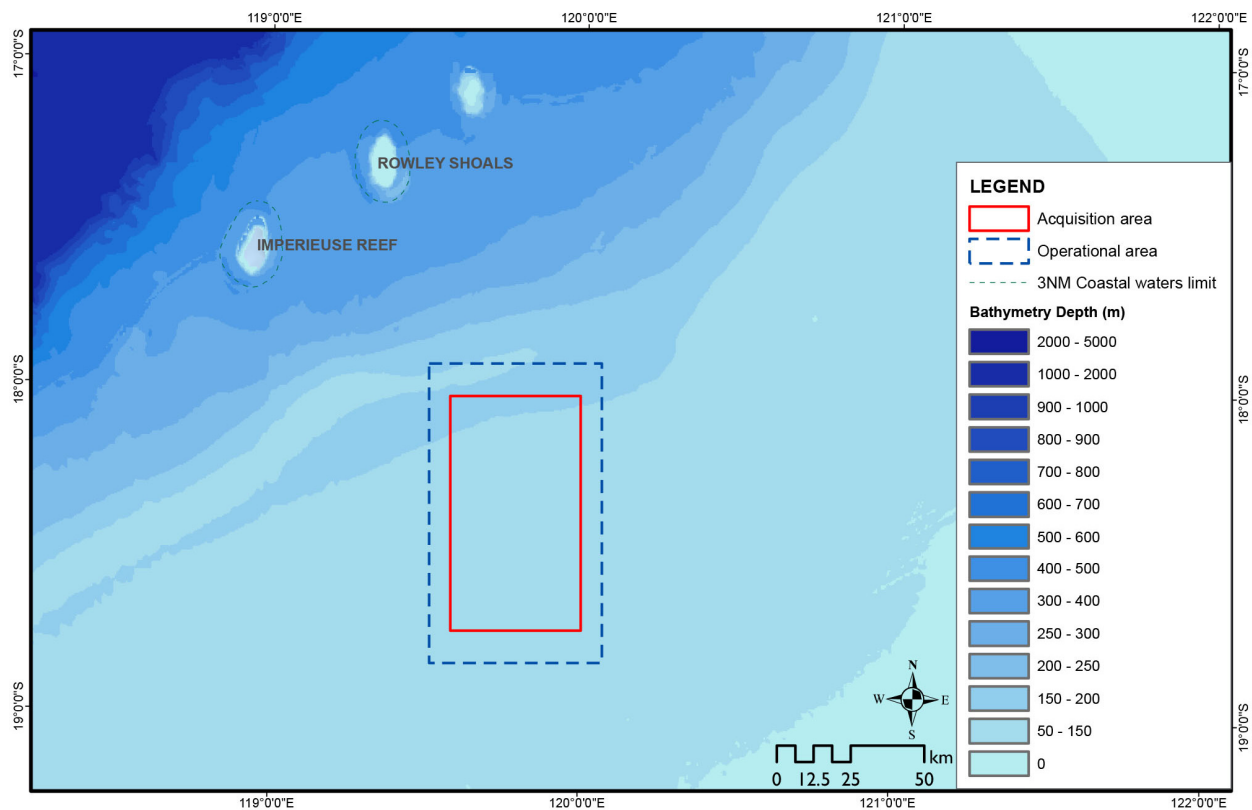 119°0'0"E
120°0'0"E
121°0'0"E
122°0'0"E
17°0'0"S
17°0'0"S
ROWLEY SHOALS
IMPERIEUSE REEF
LEGEND
Acquisition area
Operational area
3NM Coastal waters limit
Bathymetry Depth (m)
2000 - 5000
1000 - 2000
900 - 1000
800 - 900
700 - 800
600 - 700
500 - 600
400 - 500
300 - 400
250 - 300
200 - 250
150 - 200
50 - 150
0
18°0'0"S
18°0'0"S
19°0'0"S
19°0'0"S
N
W
E
S
km
0 12.5 25 50
119°0'0"E
120°0'0"E
121°0'0"E
122°0'0"E